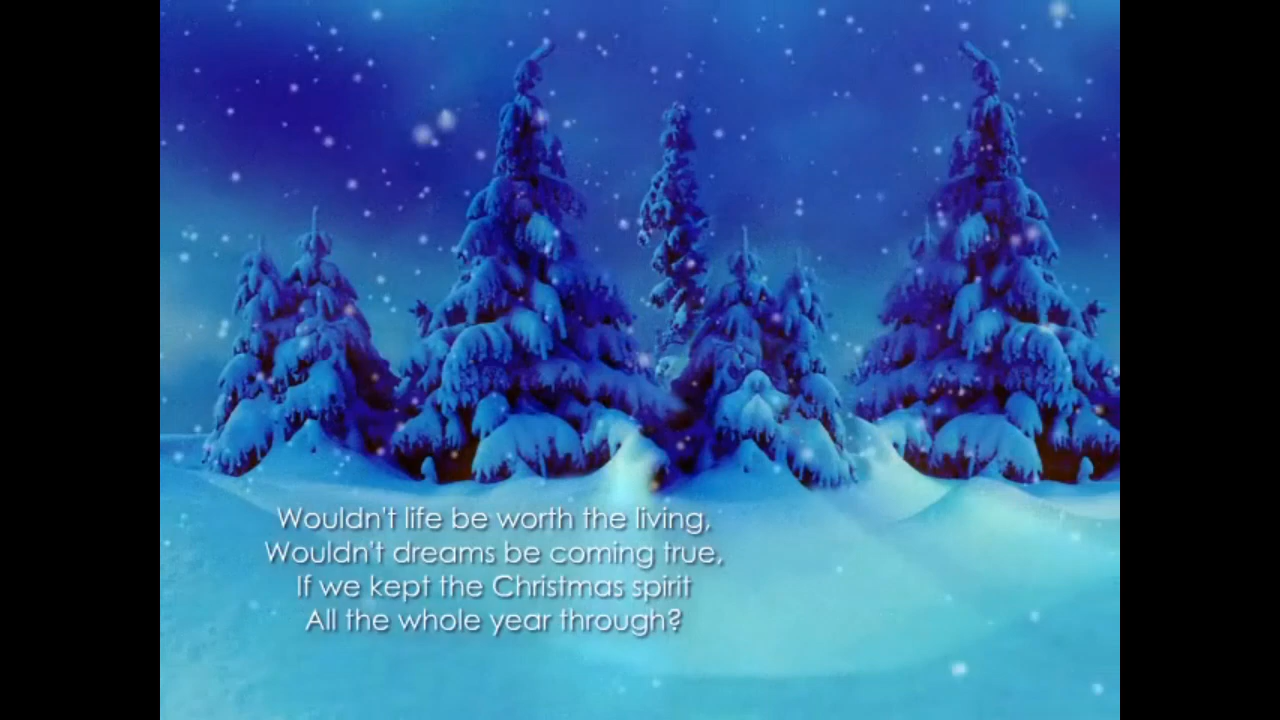 Wouldn't life be worth the living,
Wouldn't dreams be coming true,
If we kept the Christmas spirit
All the whole year through?